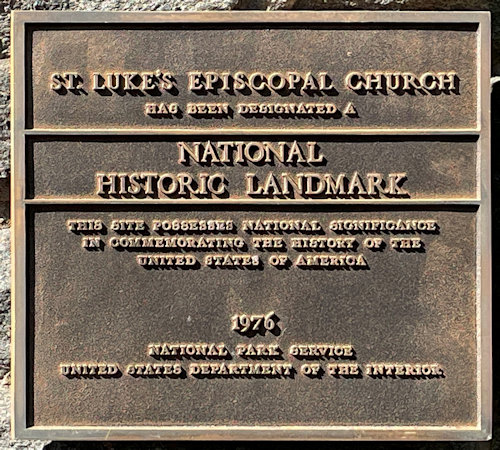 ST. LUKE'S EPISCOPAL CHURCH
HAS BEEN DESIGNATED A
NATIONAL
HISTORIC LANDMARK
THIS SITE POSSESSES NATIONAL SIGNIFICANCE
IN COMMEMORATING THE HISTORY OF THE
UNITED STATES OF AMERICA
1976
NATIONAL PARK SERVICE
UNITED STATES DEPARTMENT OF THE INTERIOR